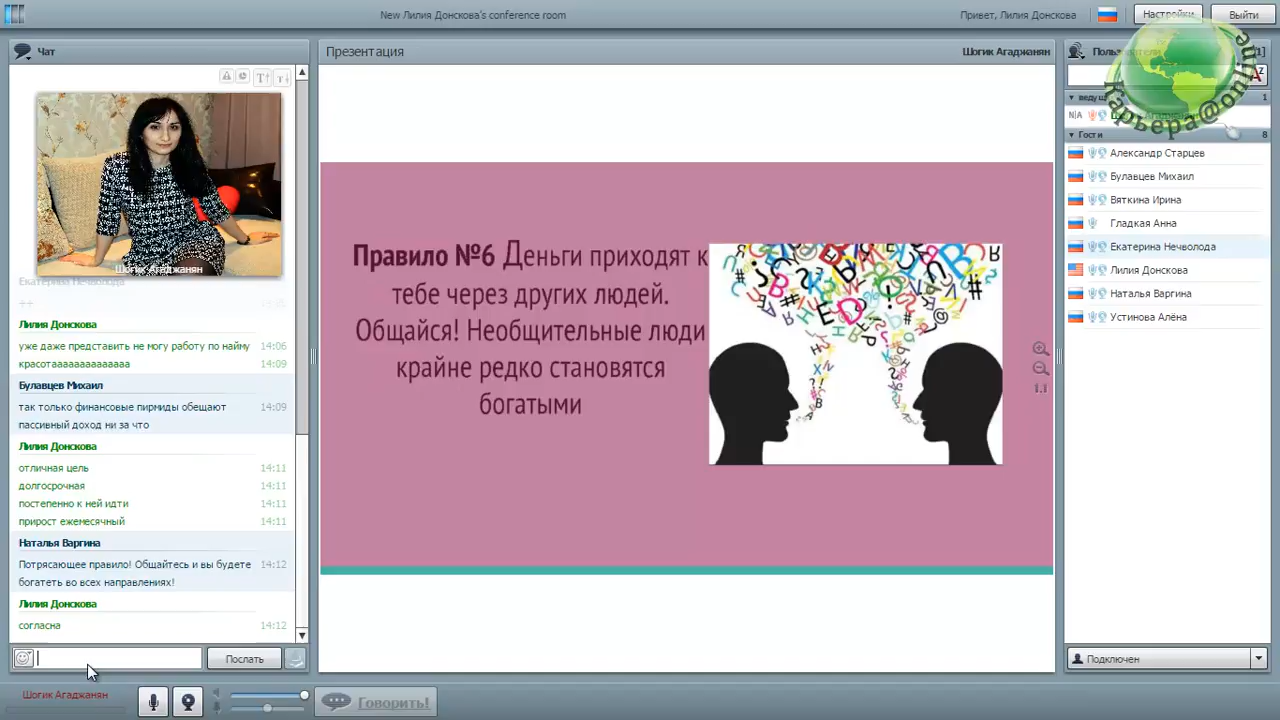 New Лилия Донскова's conference room
Привет, Лилия Донскова
Настройки
Выйти
Чат
Шогик Агаджанян
Екатерина Нечволода
++
Лилия Донскова
уже даже представить не могу работу по найму 14:06
красотааааааааааааа 14:09
Булавцев Михаил
так только финансовые пирмиды обещают 14:09
пассивный доход ни за что
Лилия Донскова
отличная цель 14:11
долгосрочная 14:11
постепенно к ней идти 14:11
прирост ежемесячный 14:11
Наталья Варгина
Потрясающее правило! Общайтесь и вы будете 14:12
богатеть во всех направлениях!
Лилия Донскова
согласна 14:12
Послать
Шогик Агаджанян
Говорить!
Презентация
Шогик Агаджанян
Правило №6 Деньги приходят к
тебе через других людей.
Общайся! Необщительные люди
крайне редко становятся
богатыми
1:1
Карьера@online
N/A
Гости 8
Александр Старцев
Булавцев Михаил
Вяткина Ирина
Гладкая Анна
Екатерина Нечволода
Лилия Донскова
Наталья Варгина
Устинова Алёна
Подключен